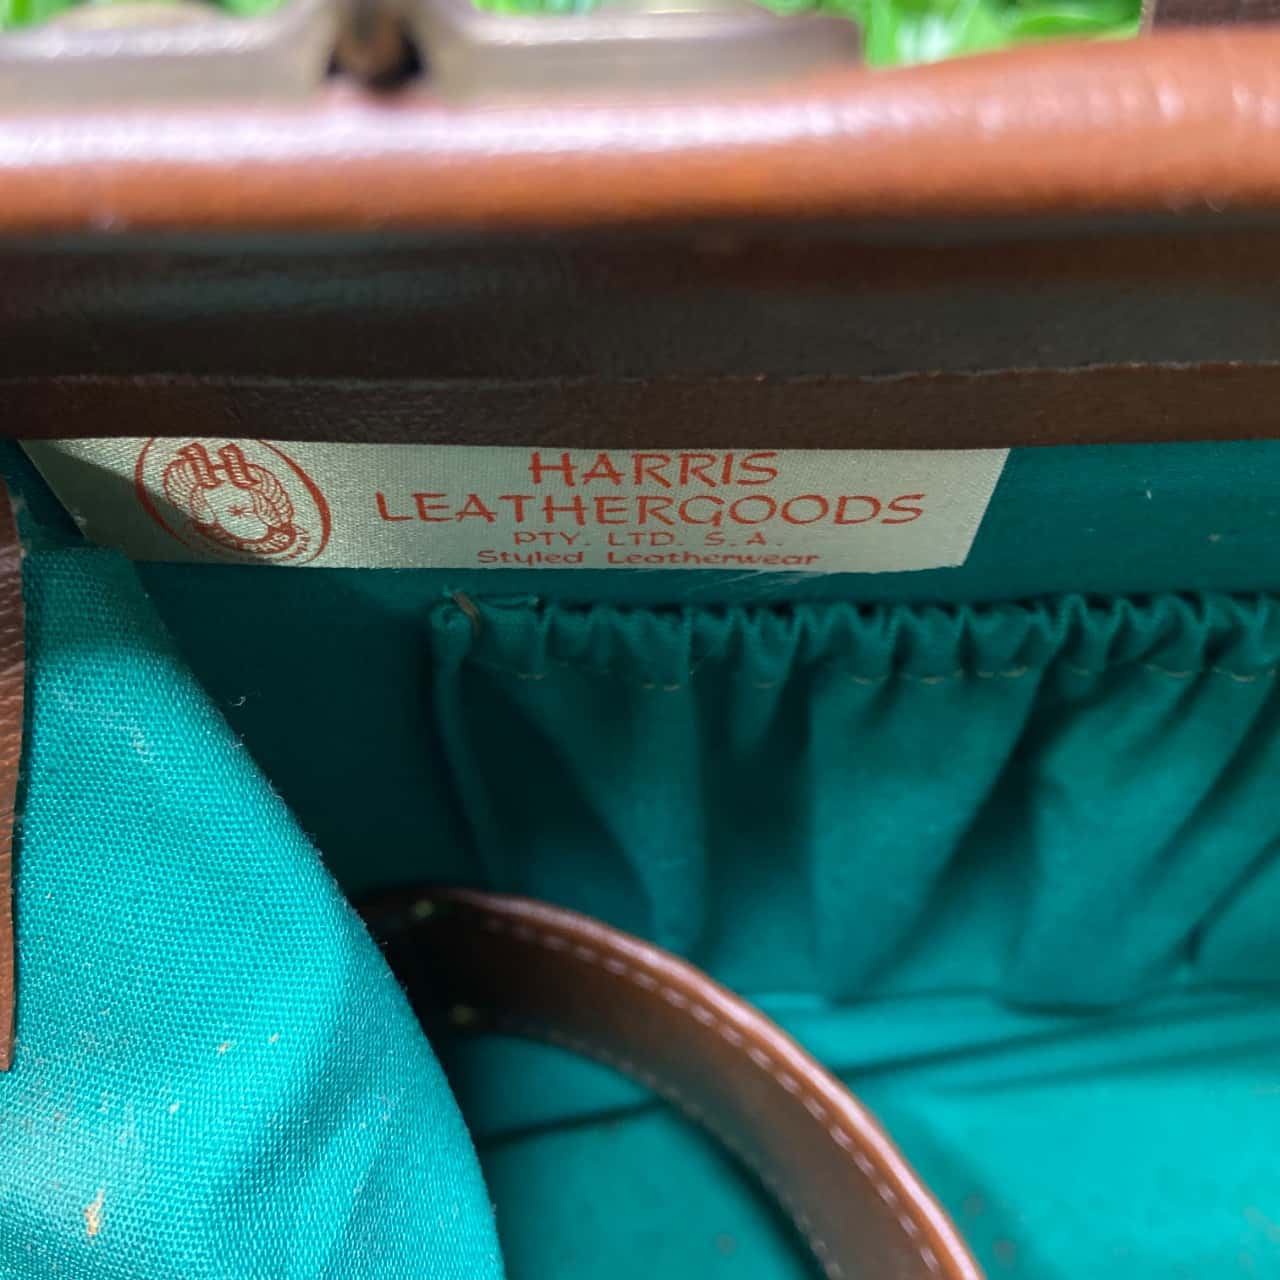 HARRIS
LEATHERGOODS
PTY. LTD. S.A.
Styled Leatherwear